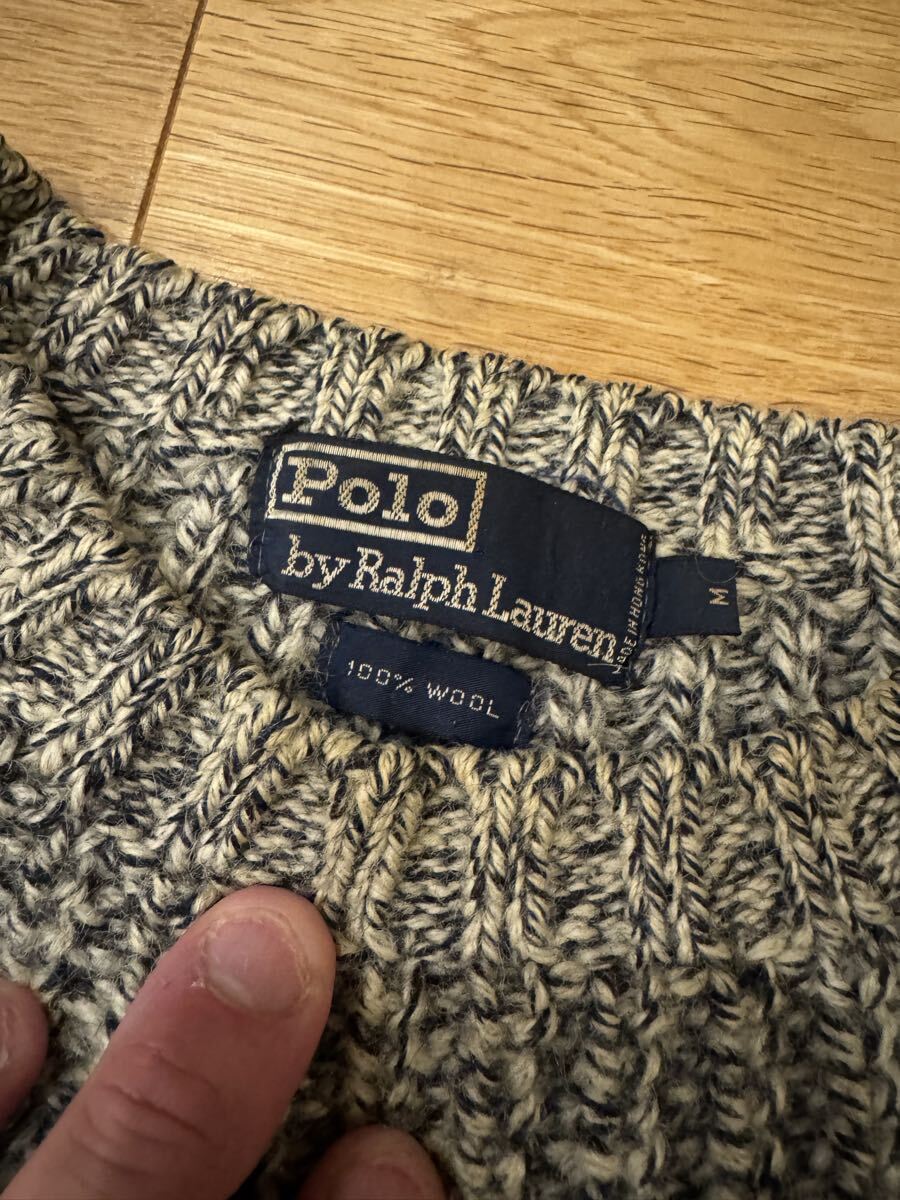 Polo
by Ralph Lauren
MADE IN HONG KONG
M
100% WOOL